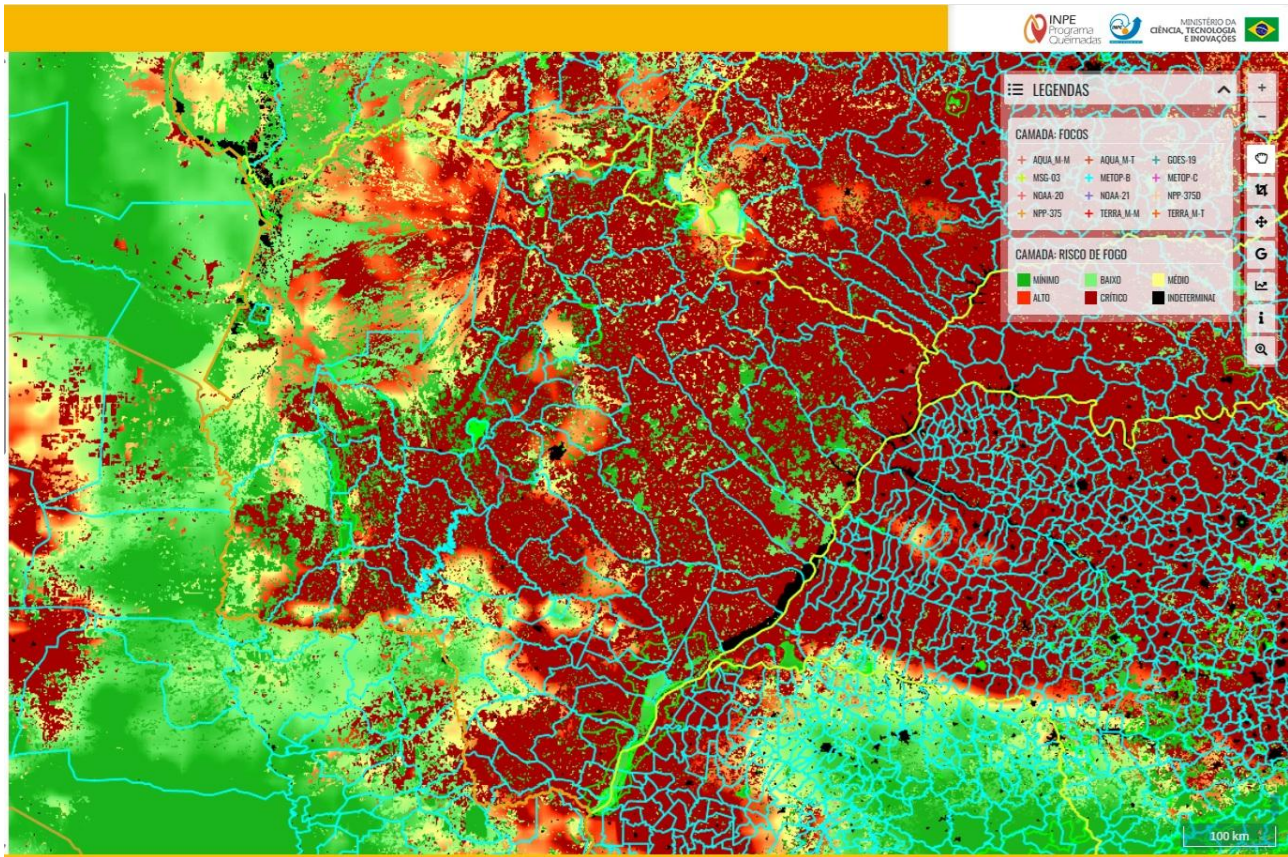 INPE
Programa
Queimadas
INPE
MINISTÉRIO DA
CIÊNCIA, TECNOLOGIA
E INOVAÇÕES
LEGENDAS
CAMADA: FOCOS
AQUA_M-M AQUA_M-T GOES-19
MSG-03 METOP-B METOP-C
NOAA-20 NOAA-21 NPP-375D
NPP-375 TERRA_M-M TERRA_M-T
CAMADA: RISCO DE FOGO
MÍNIMO BAIXO MÉDIO
ALTO CRÍTICO INDETERMINAD
+
−
G
i
100 km